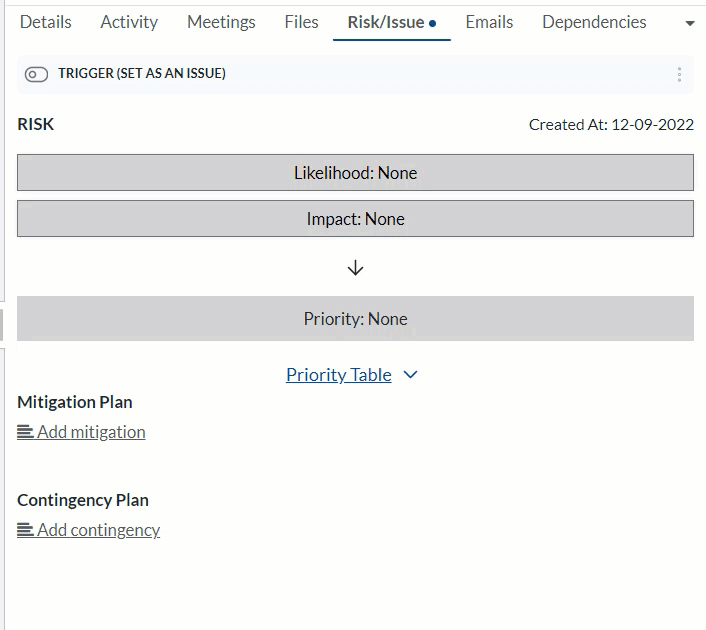 Details Activity Meetings Files Risk/Issue Emails Dependencies
TRIGGER (SET AS AN ISSUE)
RISK Created At: 12-09-2022
Likelihood: None
Impact: None
Priority: None
Priority Table
Mitigation Plan
Add mitigation
Contingency Plan
Add contingency